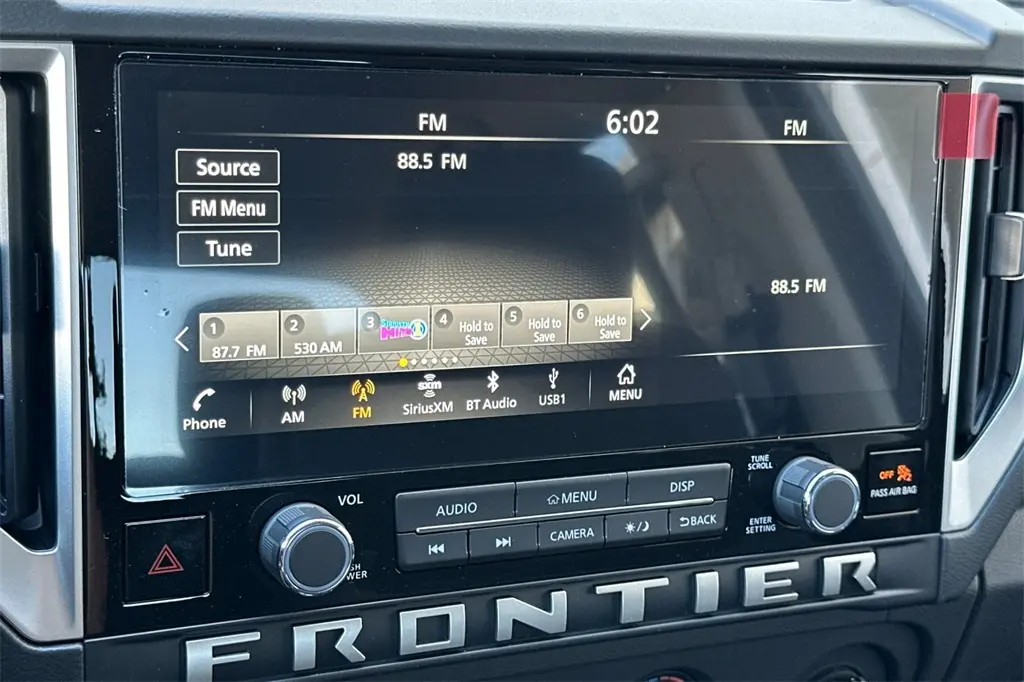 FM 6:02 FM
88.5 FM
Source
FM Menu
Tune
88.5 FM
1 87.7 FM
2 530 AM
3
4 Hold to Save
5 Hold to Save
6 Hold to Save
Phone
AM
FM
sxm
SiriusXM
BT Audio
USB1
MENU
VOL
AUDIO
MENU
DISP
CAMERA
BACK
TUNE
SCROLL
ENTER
SETTING
OFF
PASS AIR BAG
FRONTIER